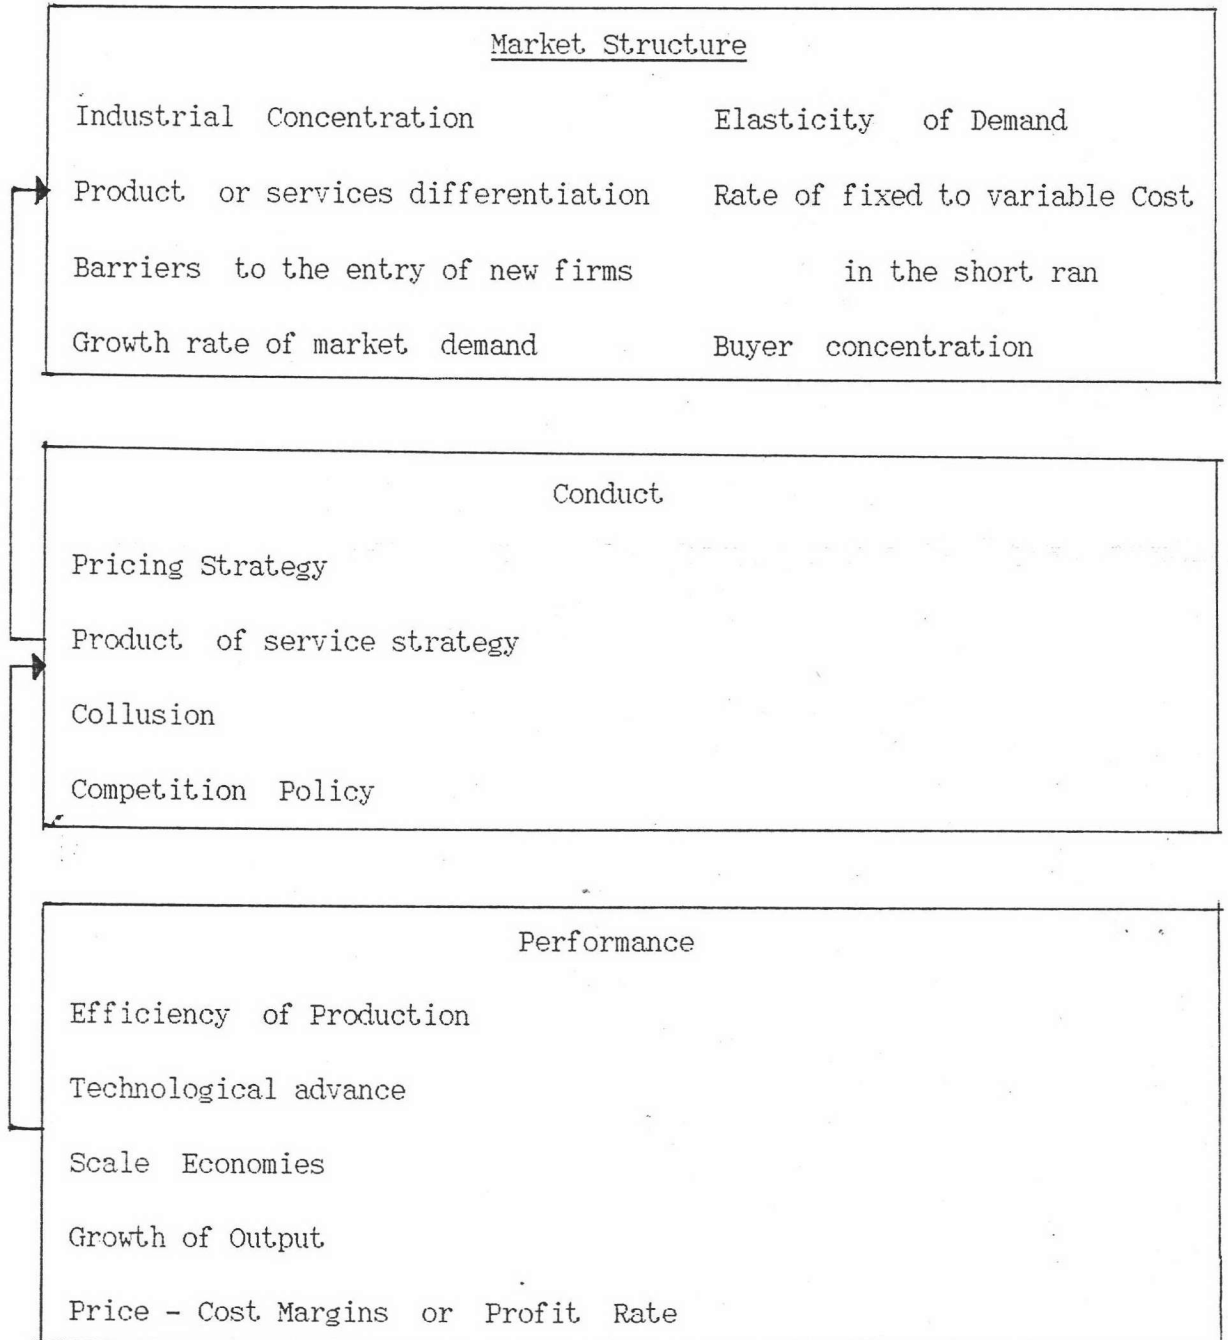 Market Structure
Industrial Concentration
Product or services differentiation
Barriers to the entry of new firms
Growth rate of market demand
Elasticity of Demand
Rate of fixed to variable Cost
in the short ran
Buyer concentration
Conduct
Pricing Strategy
Product of service strategy
Collusion
Competition Policy
Performance
Efficiency of Production
Technological advance
Scale Economies
Growth of Output
Price - Cost Margins or Profit Rate